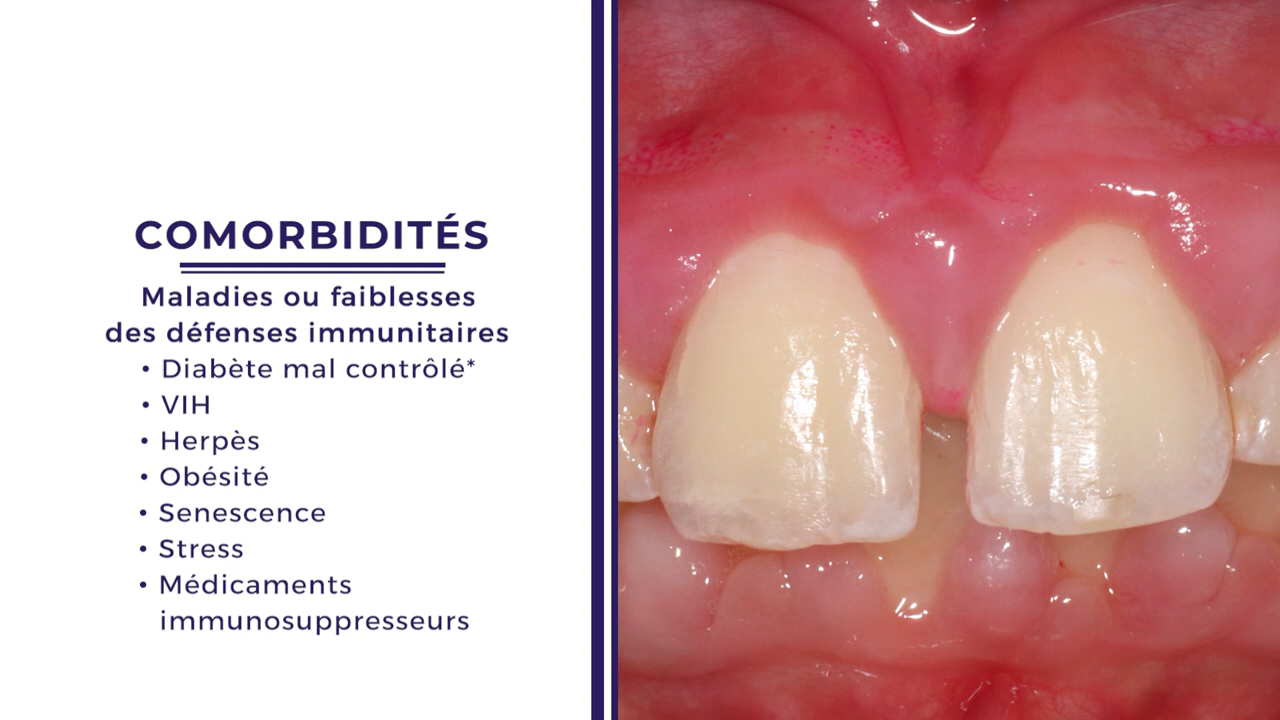 COMORBIDITÉS
Maladies ou faiblesses
des défenses immunitaires
• Diabète mal contrôlé*
• VIH
• Herpès
• Obésité
• Senescence
• Stress
• Médicaments
immunosuppresseurs